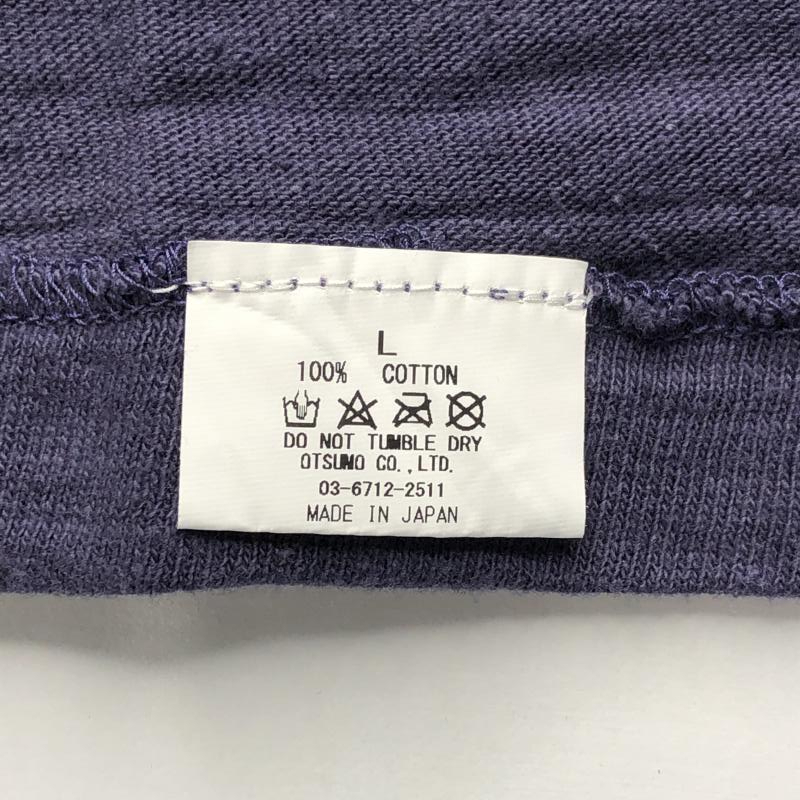 L
100% COTTON
DO NOT TUMBLE DRY
OTSUMO CO.,LTD.
03-6712-2511
MADE IN JAPAN